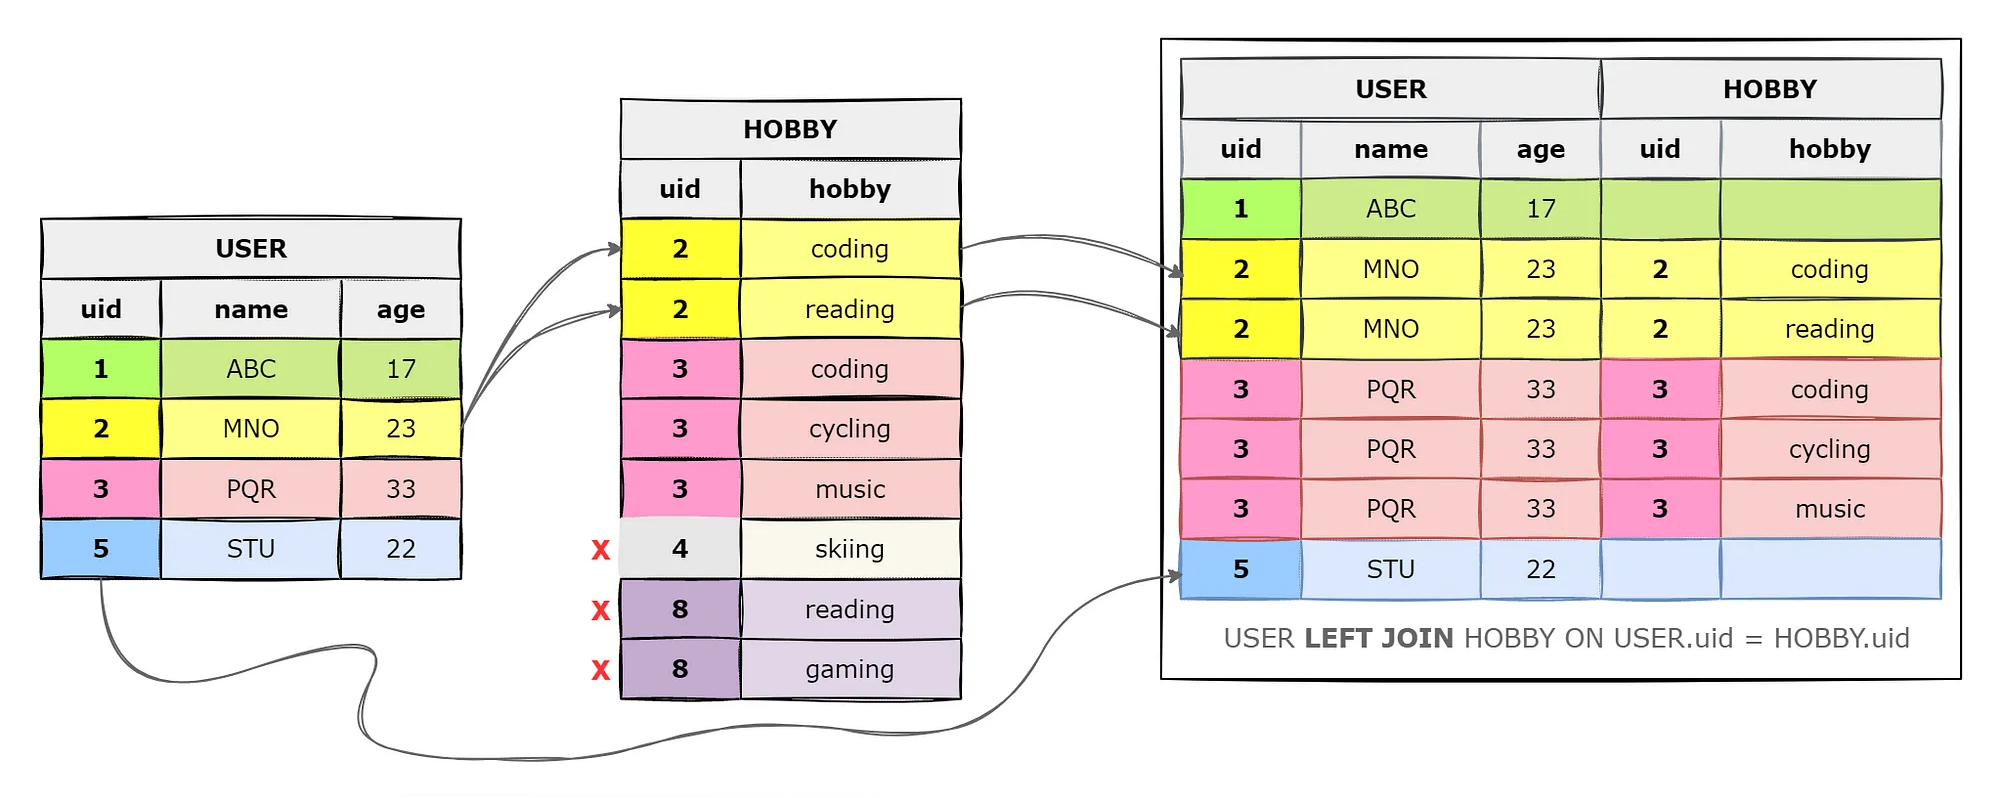 USER
uid name age
1 ABC 17
2 MNO 23
3 PQR 33
5 STU 22
HOBBY
uid hobby
2 coding
2 reading
3 coding
3 cycling
3 music
X 4 skiing
X 8 reading
X 8 gaming
USER HOBBY
uid name age uid hobby
1 ABC 17
2 MNO 23 2 coding
2 MNO 23 2 reading
3 PQR 33 3 coding
3 PQR 33 3 cycling
3 PQR 33 3 music
5 STU 22
USER LEFT JOIN HOBBY ON USER.uid = HOBBY.uid